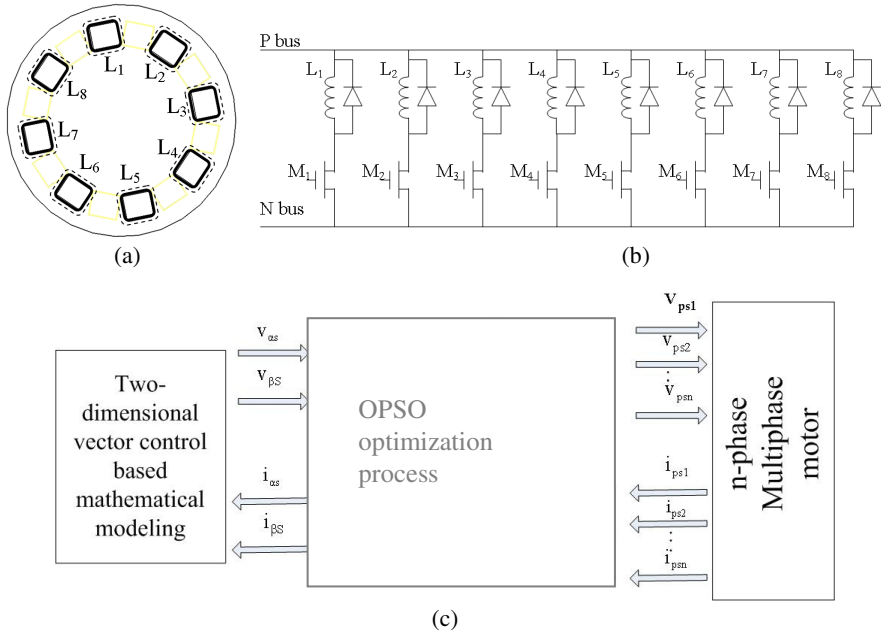 L1
L2
L3
L4
L5
L6
L7
L8
(a)
P bus
L1 L2 L3 L4 L5 L6 L7 L8
M1 M2 M3 M4 M5 M6 M7 M8
N bus
(b)
Two-
dimensional
vector control
based
mathematical
modeling
vαs
vβS
iαs
iβS
OPSO
optimization
process
vps1
vps2
⋮
vpsn
ips1
ips2
⋮
ipsn
n-phase
Multiphase
motor
(c)